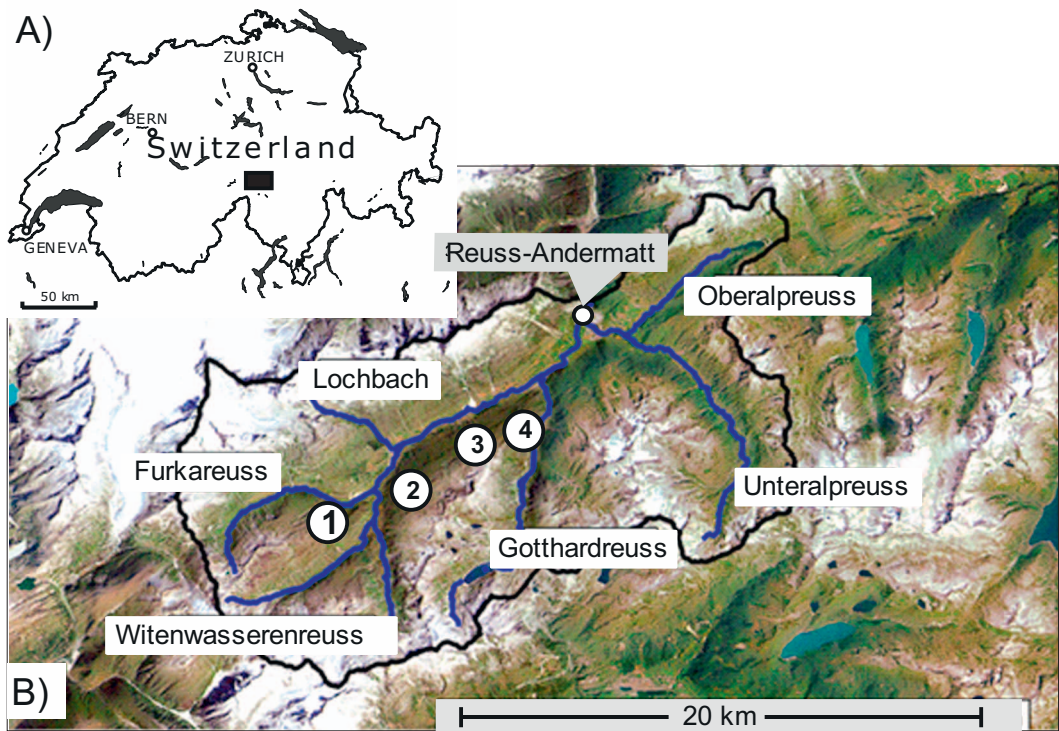 A)
ZURICH
BERN
Switzerland
GENEVA
50 km
Reuss-Andermatt
Oberalpreuss
Lochbach
3
4
Furkareuss
2
Unteralpreuss
1
Gotthardreuss
Witenwasserenreuss
B)
20 km